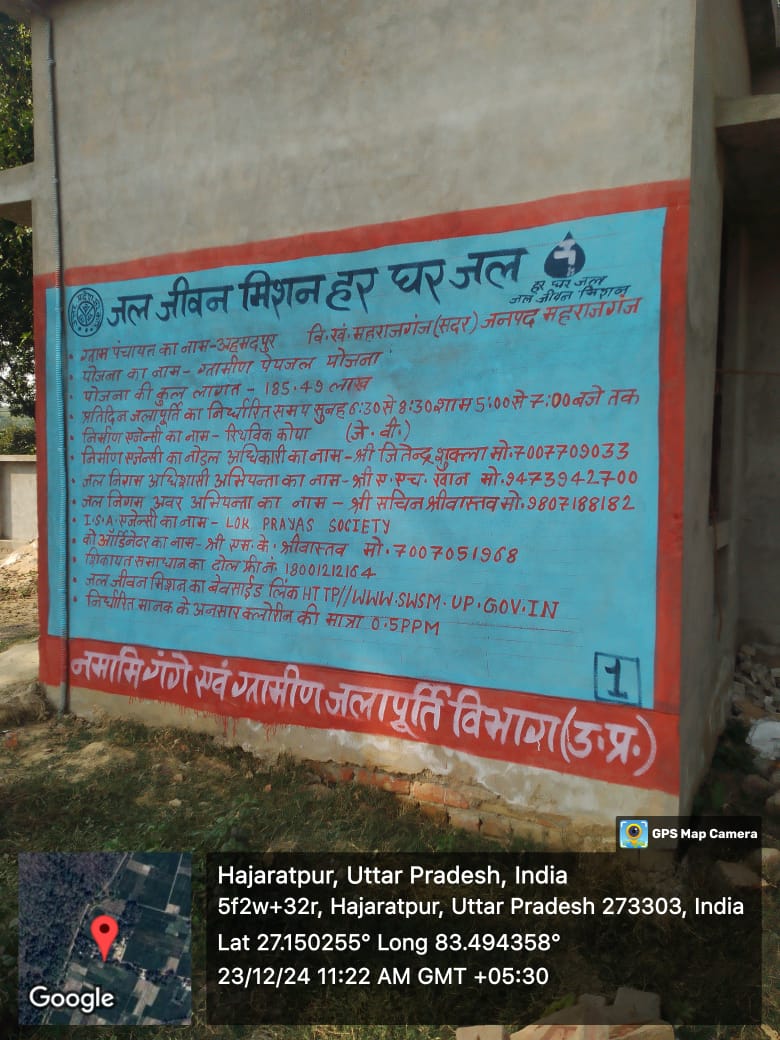 जल जीवन मिशन हर घर जल
हर घर जल
जल जीवन मिशन
• ग्राम पंचायत का नाम-अहमदपुर वि.खं.महराजगंज(सदर) जनपद महराजगंज
• योजना का नाम- ग्रामीण पेयजल योजना
• योजना की कुल लागत - 185.49 लाख
• प्रतिदिन जलापूर्ति का निर्धारित समय सुबह 6:30 से 8:30 शाम 5:00 से 7:00 बजे तक
• निर्माण एजेन्सी का नाम- रिथविक कोया (जे.वी.)
• निर्माण एजेन्सी का नोडल अधिकारी का नाम-श्री जितेन्द्र शुक्ला मो.7007709033
• जल निगम अधिशासी अभियन्ता का नाम-श्री ए.एच. खान मो.9473942700
• जल निगम अवर अभियन्ता का नाम - श्री सचिन श्रीवास्तव मो.9807188182
• I.S.A. एजेन्सी का नाम- LOK PRAYAS SOCIETY
• को ऑर्डिनेटर का नाम-श्री एम.के. श्रीवास्तव मो.7007051968
• शिकायत समाधान का टोल फ्री नं. 18001212164
• जल जीवन मिशन का बेवसाईड लिंक HTTP//WWW.SWSM.UP.GOV.IN
• निर्धारित मानक के अनुसार क्लोरीन की मात्रा 0.5PPM
1
नमामि गंगे एवं ग्रामीण जलापूर्ति विभाग(उ.प्र.)
GPS Map Camera
Hajaratpur, Uttar Pradesh, India
5f2w+32r, Hajaratpur, Uttar Pradesh 273303, India
Lat 27.150255° Long 83.494358°
23/12/24 11:22 AM GMT +05:30
Google